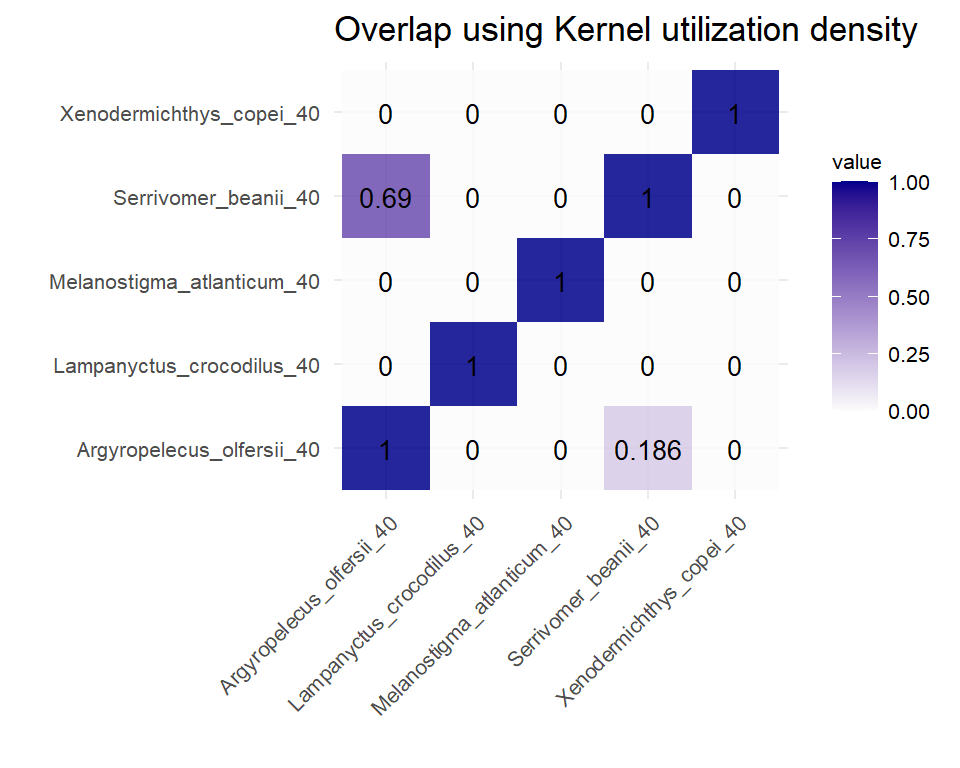 Overlap using Kernel utilization density
Xenodermichthys_copei_40
0 0 0 0 1
Serrivomer_beanii_40
0.69 0 0 1 0
Melanostigma_atlanticum_40
0 0 1 0 0
Lampanyctus_crocodilus_40
0 1 0 0 0
Argyropelecus_olfersii_40
1 0 0 0.186 0
Argyropelecus_olfersii_40
Lampanyctus_crocodilus_40
Melanostigma_atlanticum_40
Serrivomer_beanii_40
Xenodermichthys_copei_40
value
1.00
0.75
0.50
0.25
0.00